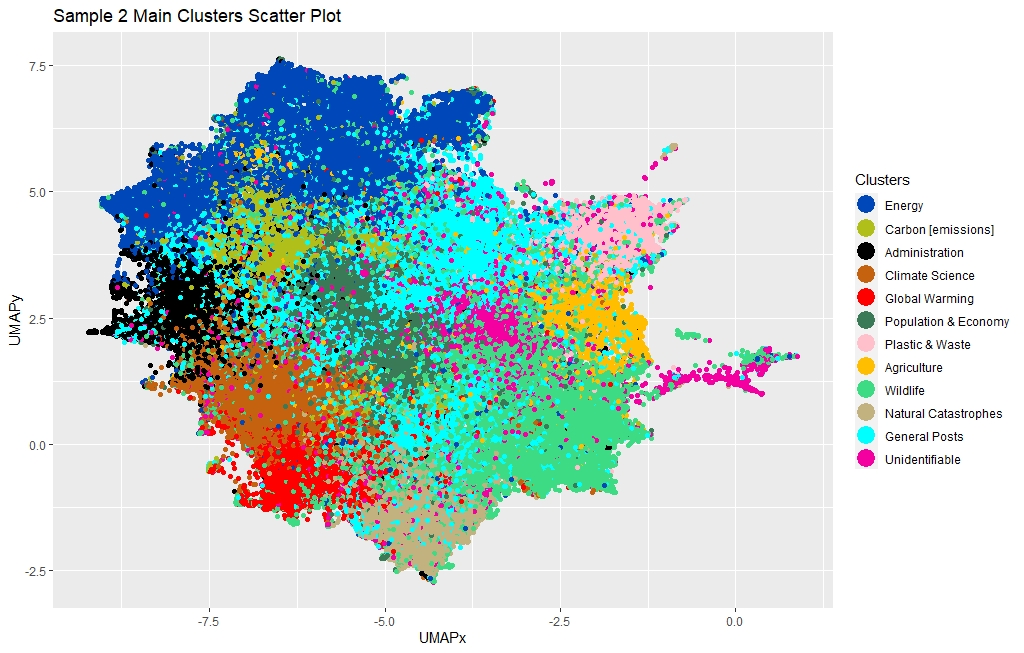 Sample 2 Main Clusters Scatter Plot
7.5
5.0
2.5
0.0
-2.5
UMAPy
-7.5
-5.0
-2.5
0.0
UMAPx
Clusters
Energy
Carbon [emissions]
Administration
Climate Science
Global Warming
Population & Economy
Plastic & Waste
Agriculture
Wildlife
Natural Catastrophes
General Posts
Unidentifiable